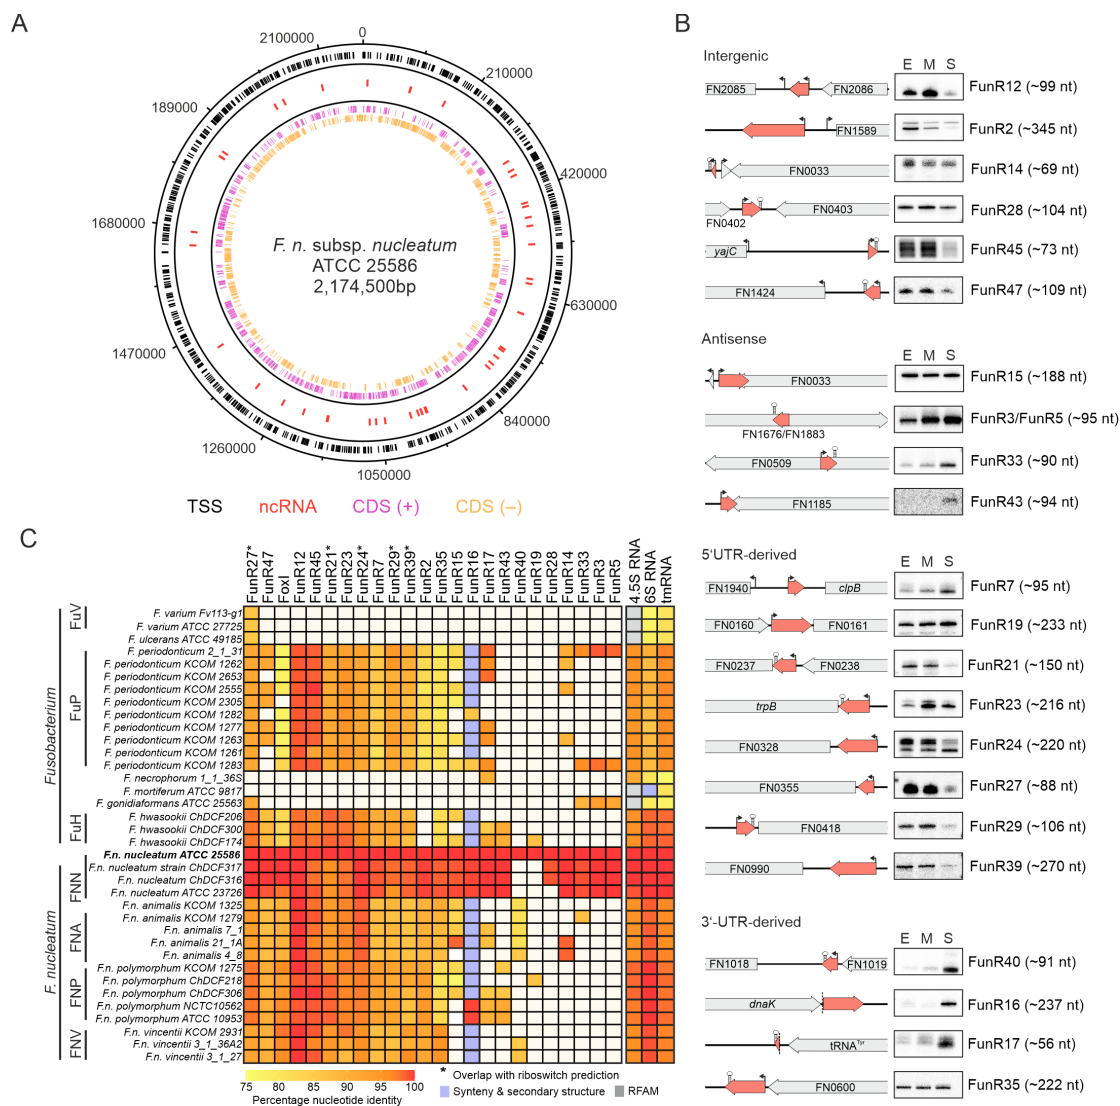 A
0
210000
420000
630000
840000
1050000
1260000
1470000
1680000
189000
2100000
F. n. subsp. nucleatum
ATCC 25586
2,174,500bp
TSS ncRNA CDS (+) CDS (–)
B
Intergenic
E M S
FN2085 FN2086 FunR12 (~99 nt)
FN1589 FunR2 (~345 nt)
FN0033 FunR14 (~69 nt)
FN0402 FN0403 FunR28 (~104 nt)
yajC FunR45 (~73 nt)
FN1424 FunR47 (~109 nt)
Antisense
E M S
FN0033 FunR15 (~188 nt)
FN1676/FN1883 FunR3/FunR5 (~95 nt)
FN0509 FunR33 (~90 nt)
FN1185 FunR43 (~94 nt)
5'UTR-derived
E M S
FN1940 clpB FunR7 (~95 nt)
FN0160 FN0161 FunR19 (~233 nt)
FN0237 FN0238 FunR21 (~150 nt)
trpB FunR23 (~216 nt)
FN0328 FunR24 (~220 nt)
FN0355 FunR27 (~88 nt)
FN0418 FunR29 (~106 nt)
FN0990 FunR39 (~270 nt)
3'-UTR-derived
E M S
FN1018 FN1019 FunR40 (~91 nt)
dnaK FunR16 (~237 nt)
tRNATyr FunR17 (~56 nt)
FN0600 FunR35 (~222 nt)
C
FunR27*
FunR47
FoxI
FunR12
FunR45
FunR21*
FunR23
FunR24*
FunR7
FunR29*
FunR39*
FunR2
FunR35
FunR15
FunR16
FunR17
FunR43
FunR40
FunR19
FunR28
FunR14
FunR33
FunR3
FunR5
4.5S RNA
6S RNA
tmRNA
Fusobacterium
FuV
F. varium Fv113-g1
F. varium ATCC 27725
F. ulcerans ATCC 49185
FuP
F. periodonticum 2_1_31
F. periodonticum KCOM 1262
F. periodonticum KCOM 2653
F. periodonticum KCOM 2555
F. periodonticum KCOM 2305
F. periodonticum KCOM 1282
F. periodonticum KCOM 1277
F. periodonticum KCOM 1263
F. periodonticum KCOM 1261
F. periodonticum KCOM 1283
F. necrophorum 1_1_36S
F. mortiferum ATCC 9817
F. gonidiaformans ATCC 25563
FuH
F. hwasookii ChDCF206
F. hwasookii ChDCF300
F. hwasookii ChDCF174
F. nucleatum
FNN
F.n. nucleatum ATCC 25586
F.n. nucleatum strain ChDCF317
F.n. nucleatum ChDCF316
F.n. nucleatum ATCC 23726
FNA
F.n. animalis KCOM 1325
F.n. animalis KCOM 1279
F.n. animalis 7_1
F.n. animalis 21_1A
F.n. animalis 4_8
FNP
F.n. polymorphum KCOM 1275
F.n. polymorphum ChDCF218
F.n. polymorphum ChDCF306
F.n. polymorphum NCTC10562
F.n. polymorphum ATCC 10953
FNV
F.n. vincentii KCOM 2931
F.n. vincentii 3_1_36A2
F.n. vincentii 3_1_27
75 80 85 90 95 100
Percentage nucleotide identity
* Overlap with riboswitch prediction
Synteny & secondary structure RFAM